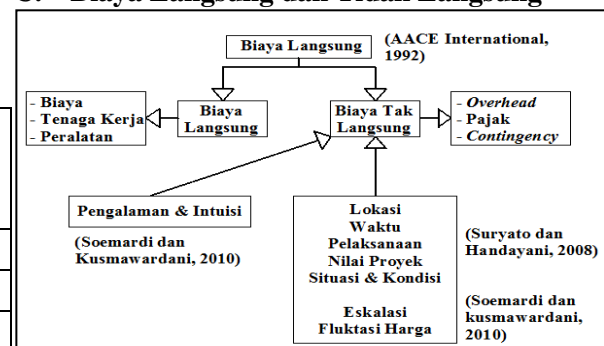 Biaya Langsung dan Tidak Langsung
Biaya Langsung
(AACE International,
1992)
- Biaya
- Tenaga Kerja
- Peralatan
Biaya
Langsung
Biaya Tak
Langsung
- Overhead
- Pajak
- Contingency
Pengalaman & Intuisi
(Soemardi dan
Kusmawardani, 2010)
Lokasi
Waktu
Pelaksanaan
Nilai Proyek
Situasi & Kondisi
Eskalasi
Fluktasi Harga
(Suryato dan
Handayani, 2008)
(Soemardi dan
kusmawardani,
2010)